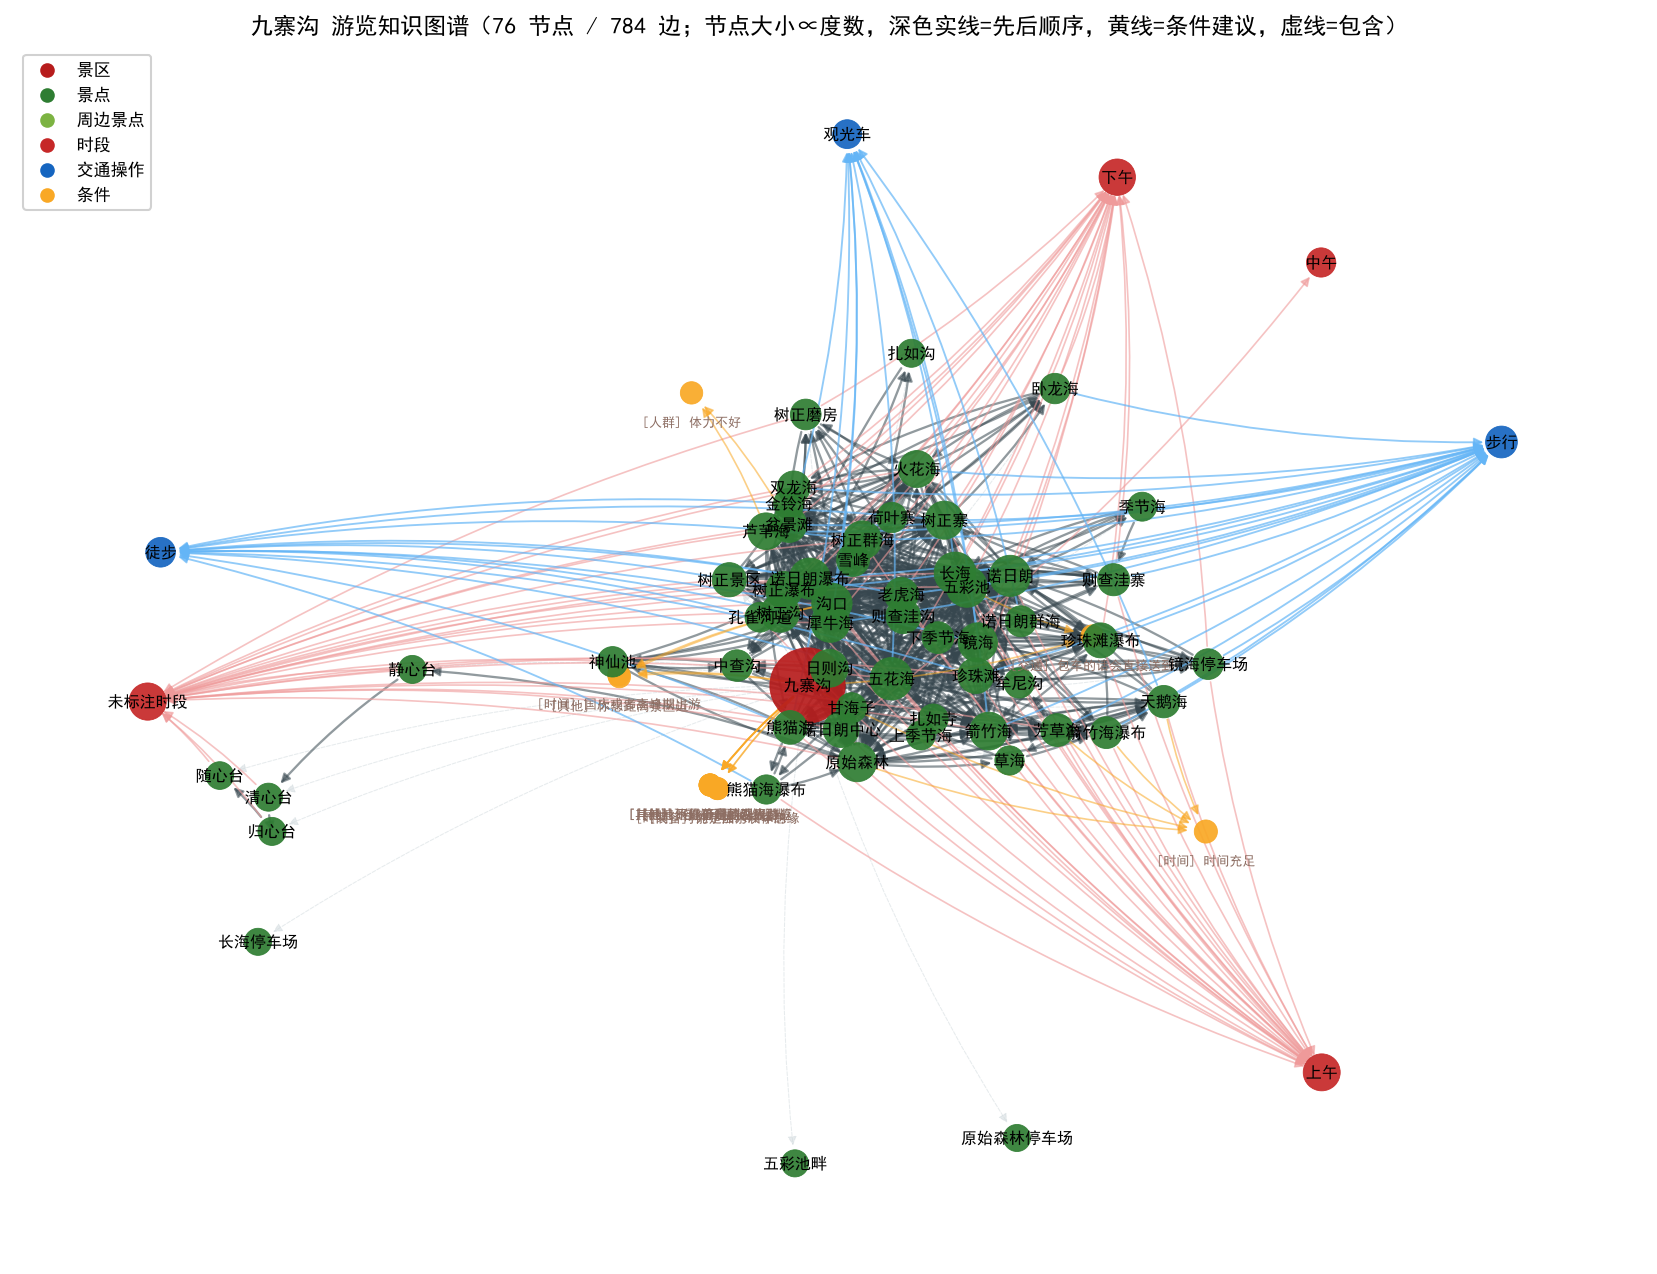 九寨沟 游览知识图谱（76 节点 / 784 边；节点大小∝度数，深色实线=先后顺序，黄线=条件建议，虚线=包含）
景区
景点
周边景点
时段
交通操作
条件
观光车
下午
中午
扎如沟
卧龙海
树正磨房
[人群] 体力不好
步行
火花海
双龙海
金铃海
季节海
荷叶寨
树正寨
盆景滩
芦苇海
树正群海
徒步
雪峰
长海
诺日朗
树正景区
诺日朗瀑布
则查洼寨
五彩池
树正瀑布
老虎海
沟口
树正沟
孔雀河道
则查洼沟
犀牛海
诺日朗群海
下季节海
镜海
珍珠滩瀑布
神仙池
中查沟
镜海停车场
静心台
日则沟
九寨沟
五花海
珍珠滩
牟尼沟
未标注时段
天鹅海
甘海子
扎如寺
熊猫海
诺日朗中心
上季节海
箭竹海
芳草海
箭竹海瀑布
原始森林
草海
随心台
清心台
熊猫海瀑布
归心台
[时间] 时间充足
长海停车场
上午
原始森林停车场
五彩池畔